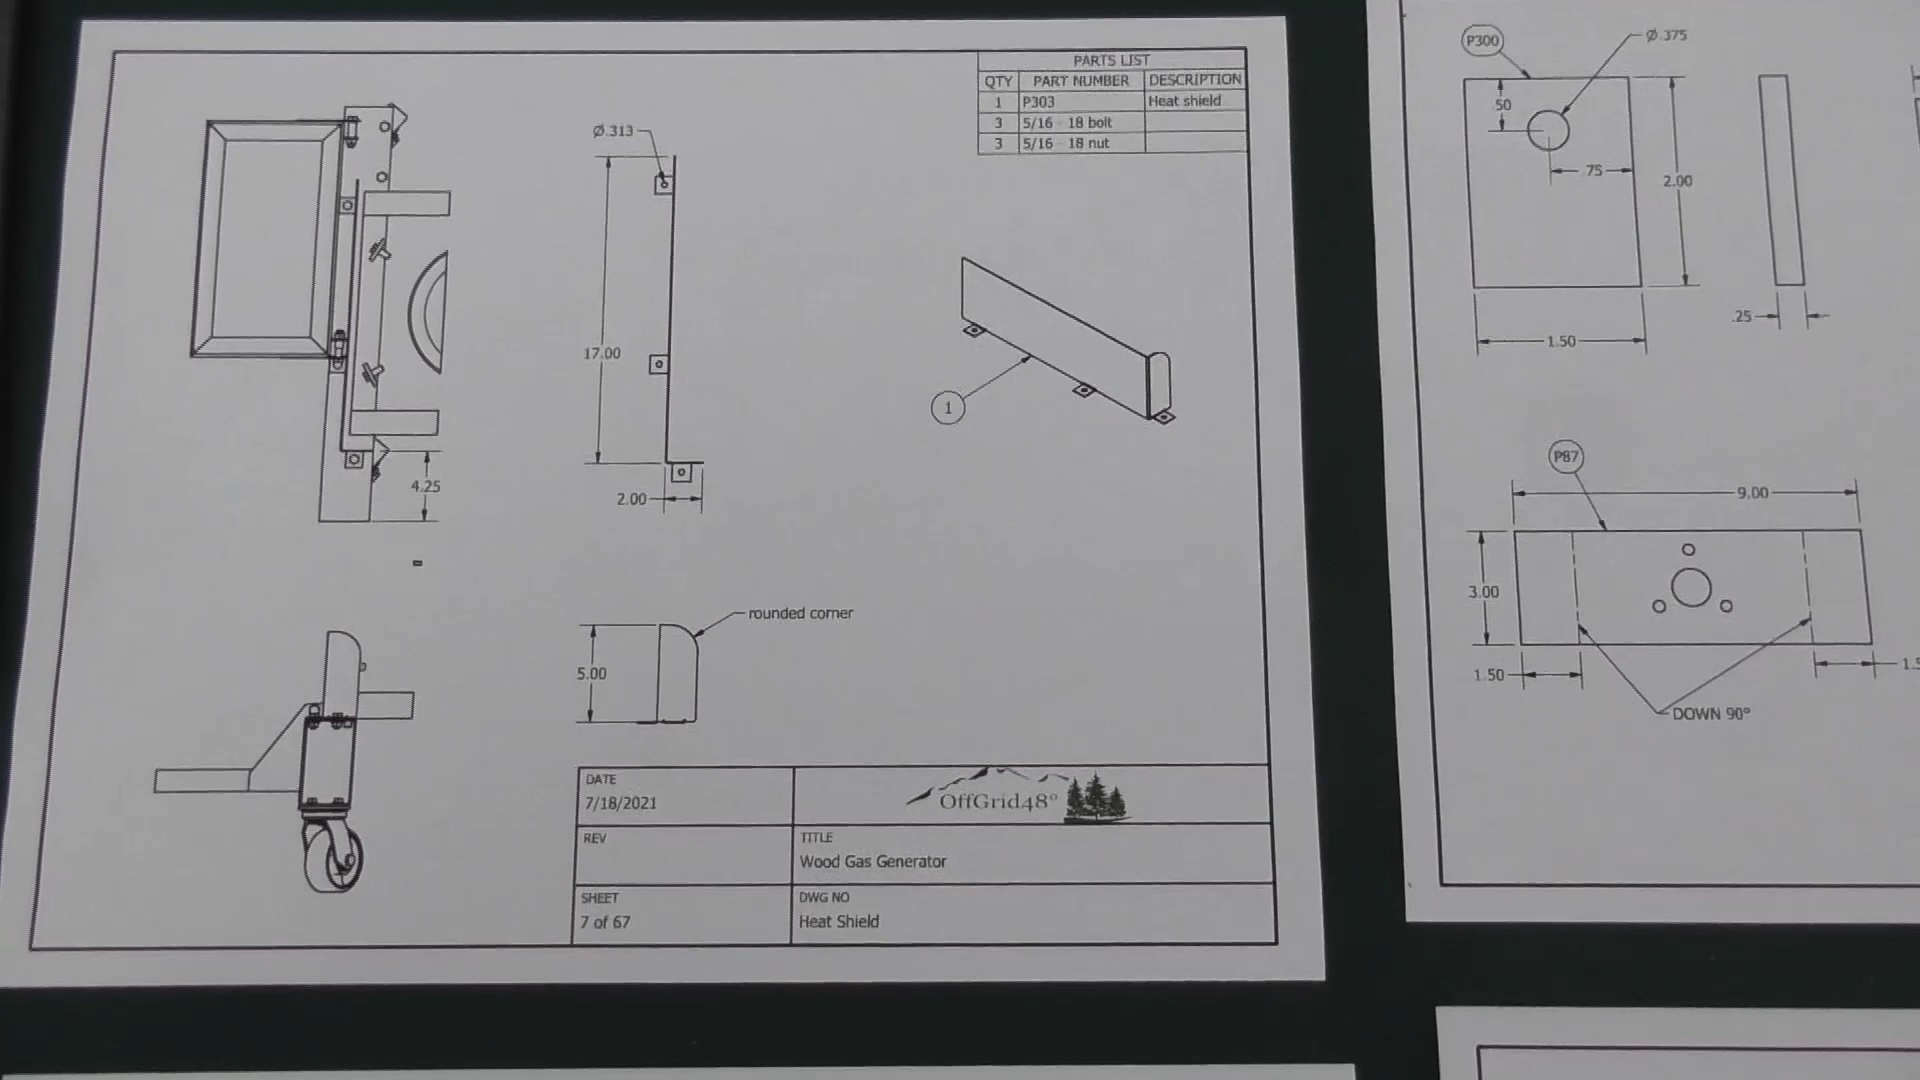 PARTS LIST
QTY PART NUMBER DESCRIPTION
1 P303 Heat shield
3 5/16 - 18 bolt
3 5/16 - 18 nut
Ø.313
17.00
2.00
4.25
1
rounded corner
5.00
DATE
7/18/2021
OffGrid48°
REV
TITLE
Wood Gas Generator
SHEET
7 of 67
DWG NO
Heat Shield
P300
Ø.375
.50
.75
2.00
.25
1.50
P87
9.00
3.00
1.50
DOWN 90°